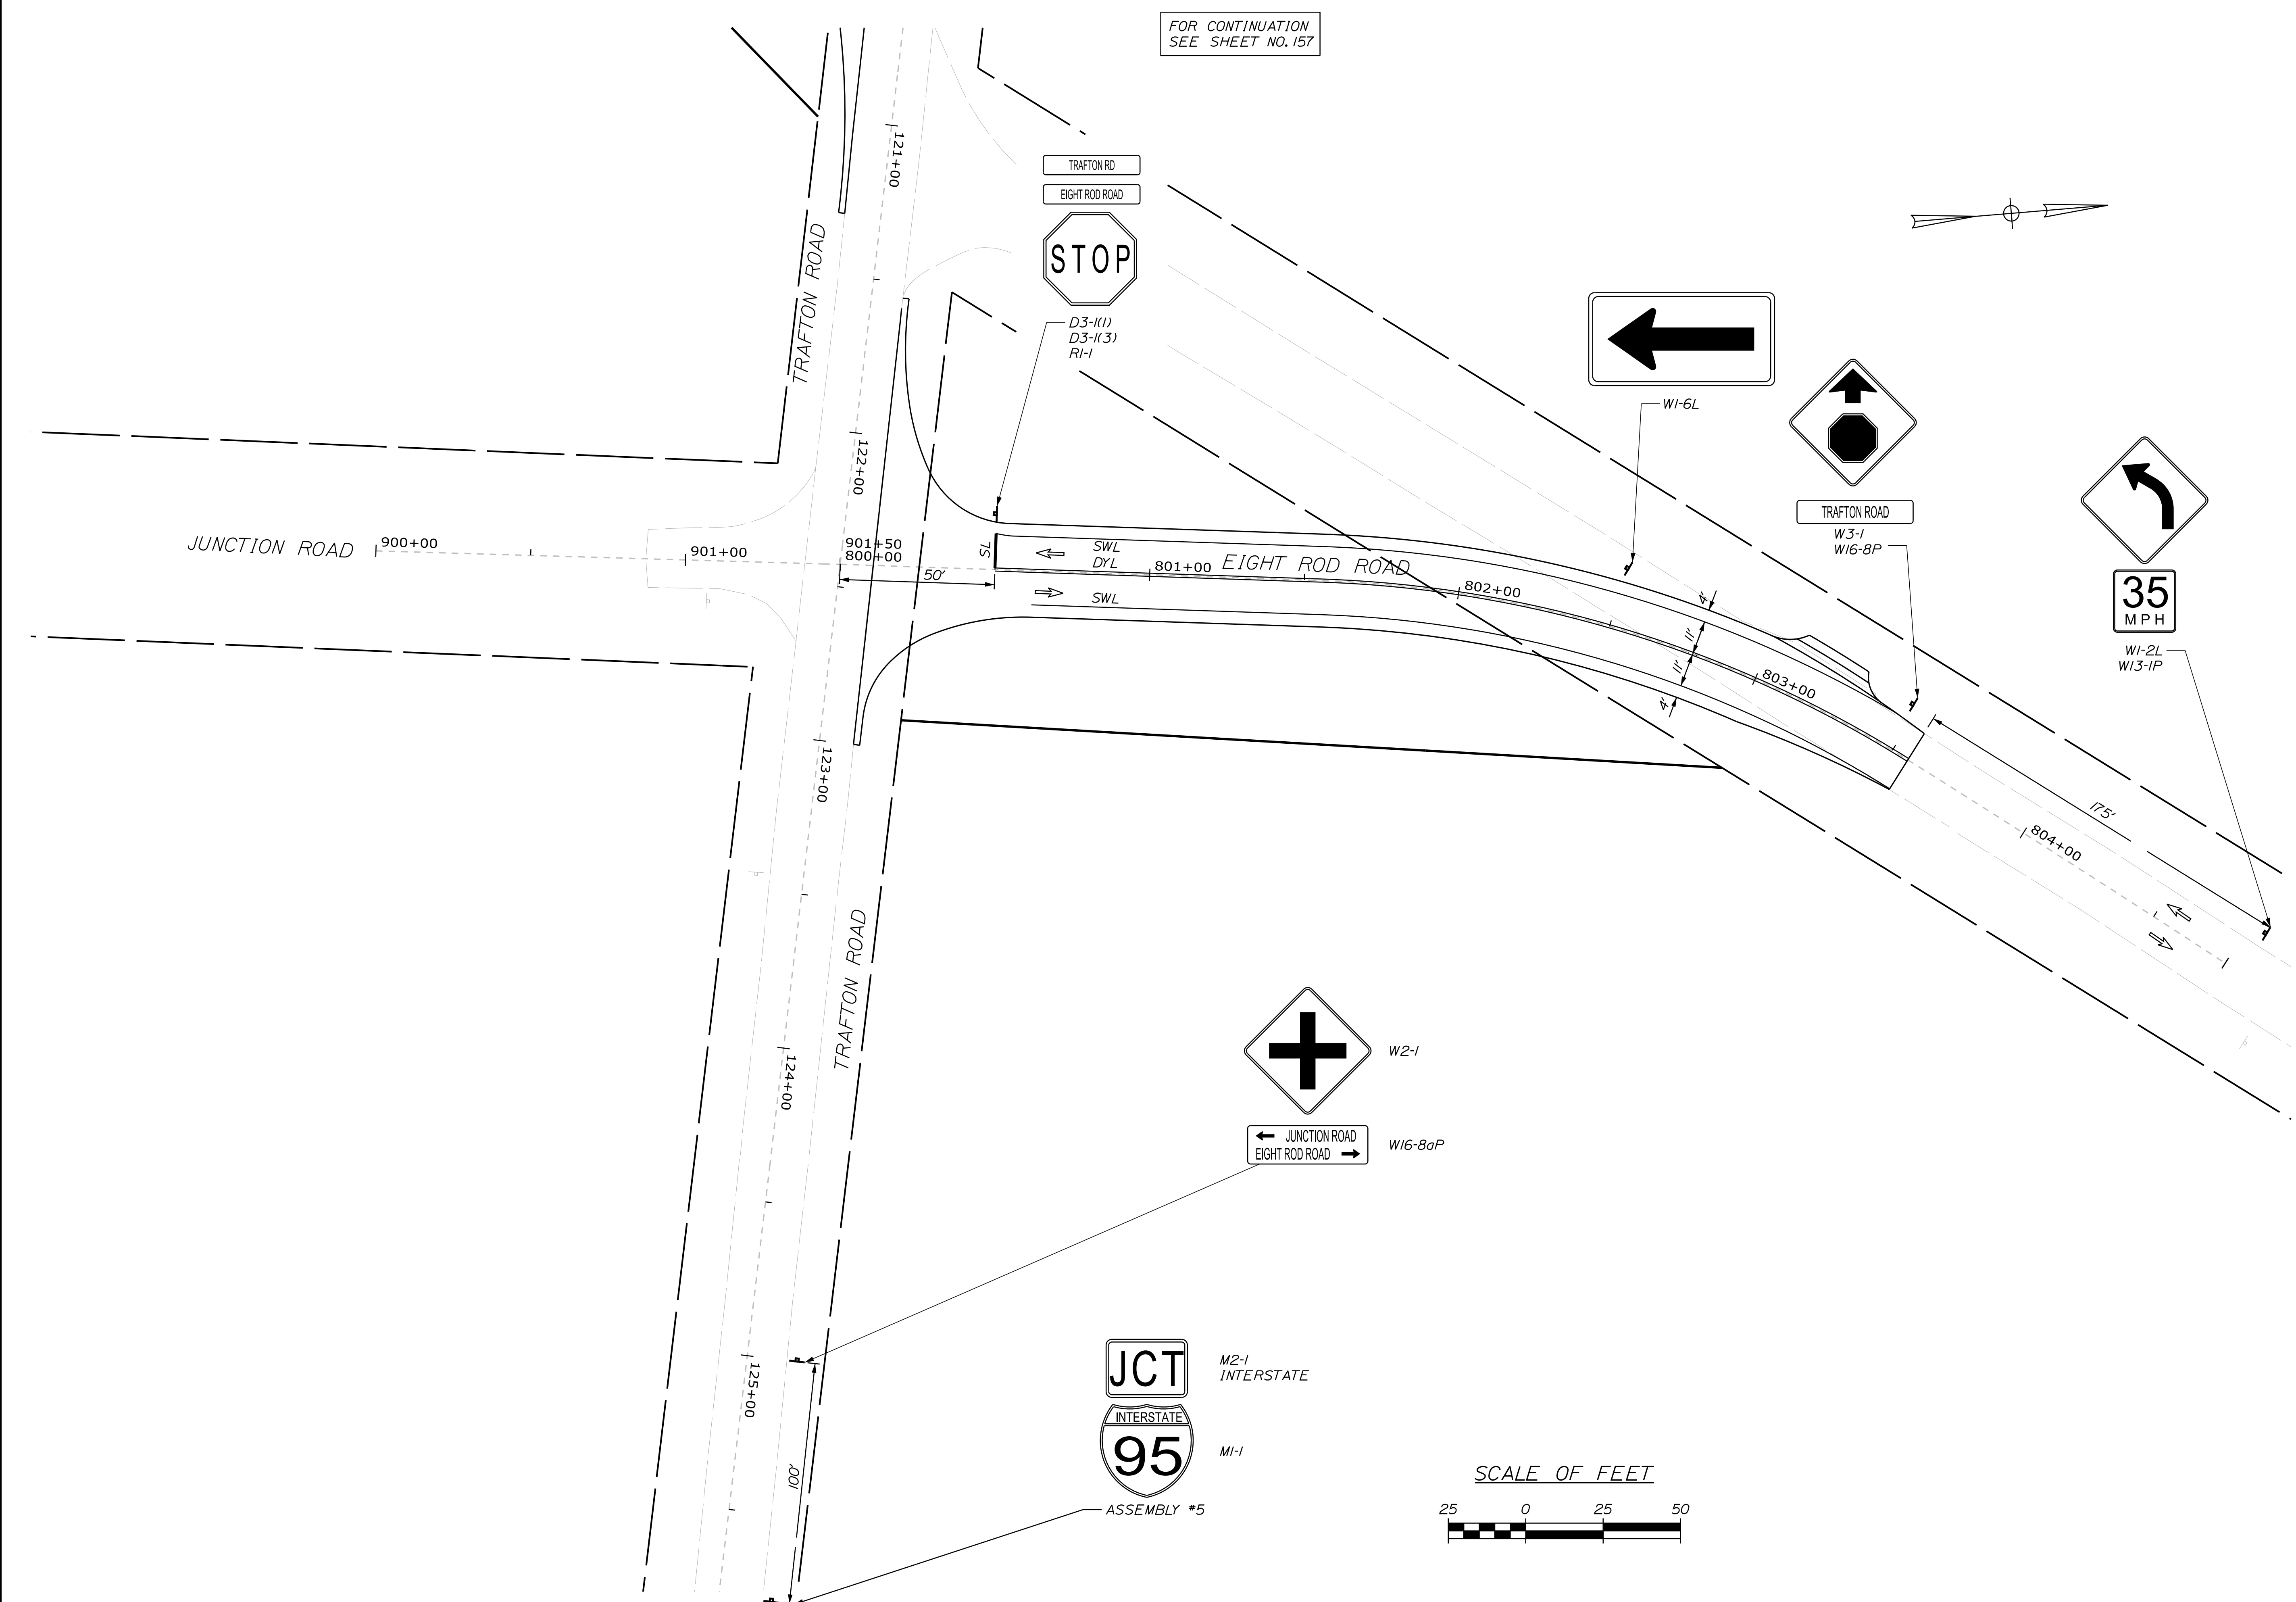 FOR CONTINUATION
SEE SHEET NO. 157
121+00
TRAFTON RD
EIGHT ROD ROAD
STOP
D3-1(1)
D3-1(3)
R1-1
TRAFTON ROAD
W1-6L
122+00
TRAFTON ROAD
W3-1
W16-8P
35
MPH
W1-2L
W13-1P
JUNCTION ROAD
900+00
901+00
901+50
800+00
50'
SL
SWL
DYL
SWL
801+00
EIGHT ROD ROAD
802+00
4'
11'
11'
4'
803+00
123+00
175'
804+00
TRAFTON ROAD
124+00
W2-1
JUNCTION ROAD
EIGHT ROD ROAD
W16-8aP
125+00
100'
JCT
M2-1
INTERSTATE
INTERSTATE
95
M1-1
ASSEMBLY #5
SCALE OF FEET
25 0 25 50